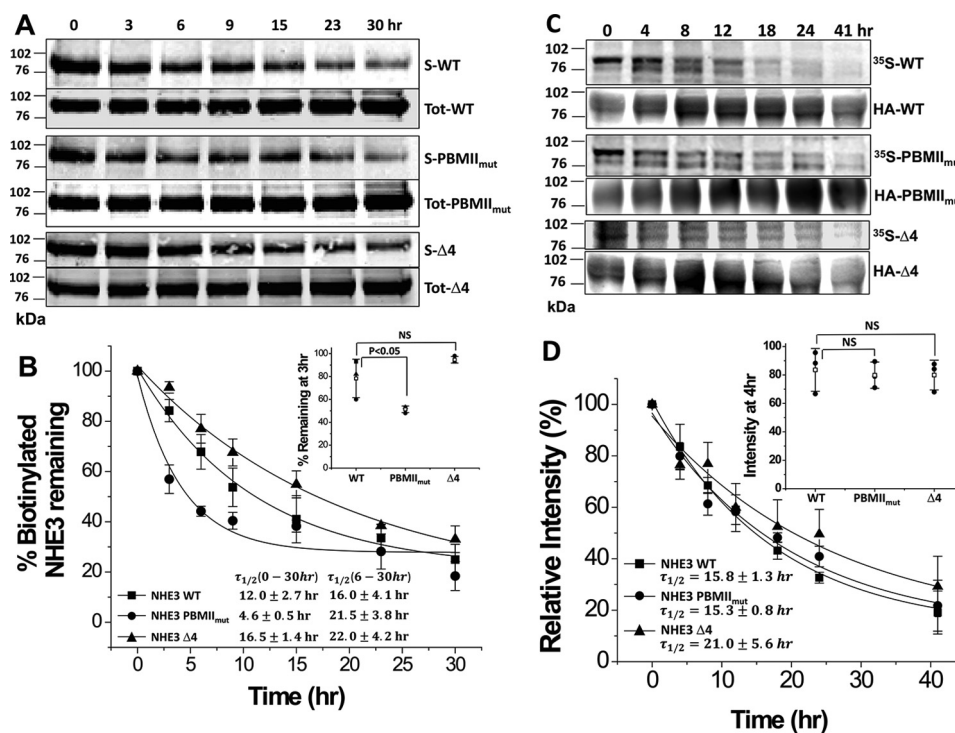 A
0 3 6 9 15 23 30 hr
102
76
S-WT
102
76
Tot-WT
102
76
S-PBMIImut
102
76
Tot-PBMIImut
102
76
S-Δ4
102
76
Tot-Δ4
kDa
C
0 4 8 12 18 24 41 hr
102
76
35S-WT
102
76
HA-WT
102
76
35S-PBMIImut
102
76
HA-PBMIImut
102
76
35S-Δ4
102
76
HA-Δ4
kDa
B
% Biotinylated
NHE3 remaining
100
80
60
40
20
0
NS
P<0.05
% Remaining at 3hr
100
80
60
40
20
0
WT PBMIImut Δ4
τ1/2(0 − 30hr) τ1/2(6 − 30hr)
NHE3 WT 12.0 ± 2.7 hr 16.0 ± 4.1 hr
NHE3 PBMIImut 4.6 ± 0.5 hr 21.5 ± 3.8 hr
NHE3 Δ4 16.5 ± 1.4 hr 22.0 ± 4.2 hr
0 5 10 15 20 25 30
Time (hr)
D
Relative Intensity (%)
100
80
60
40
20
0
NS
NS
Intensity at 4hr
100
80
60
40
20
0
WT PBMIImut Δ4
NHE3 WT
τ1/2 = 15.8 ± 1.3 hr
NHE3 PBMIImut
τ1/2 = 15.3 ± 0.8 hr
NHE3 Δ4
τ1/2 = 21.0 ± 5.6 hr
0 10 20 30 40
Time (hr)